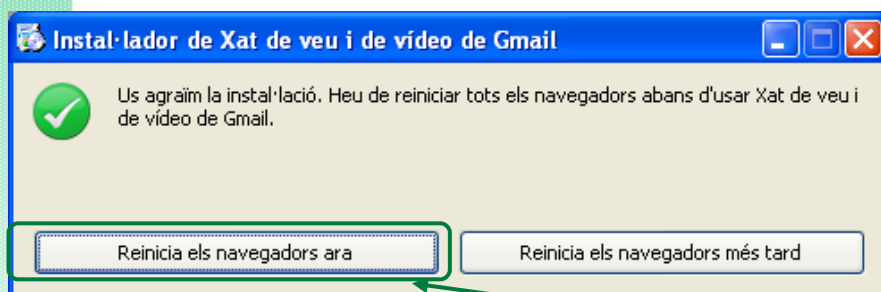 Instal·lador de Xat de veu i de vídeo de Gmail
Us agraïm la instal·lació. Heu de reiniciar tots els navegadors abans d'usar Xat de veu i
de vídeo de Gmail.
Reinicia els navegadors ara
Reinicia els navegadors més tard